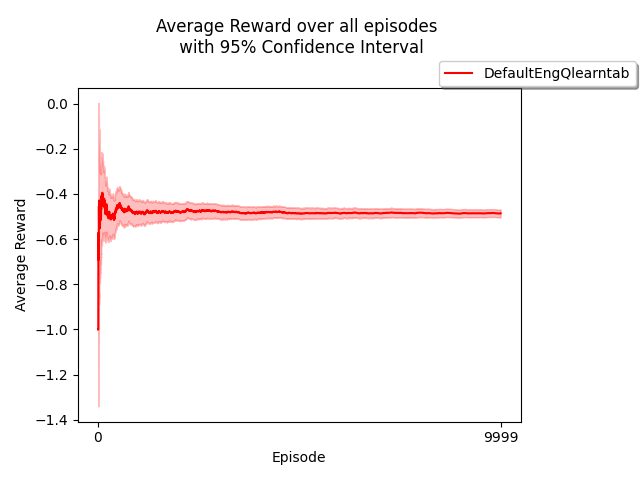 Average Reward over all episodes
with 95% Confidence Interval
DefaultEngQlearntab
0.0
−0.2
−0.4
−0.6
−0.8
−1.0
−1.2
−1.4
Average Reward
0
9999
Episode